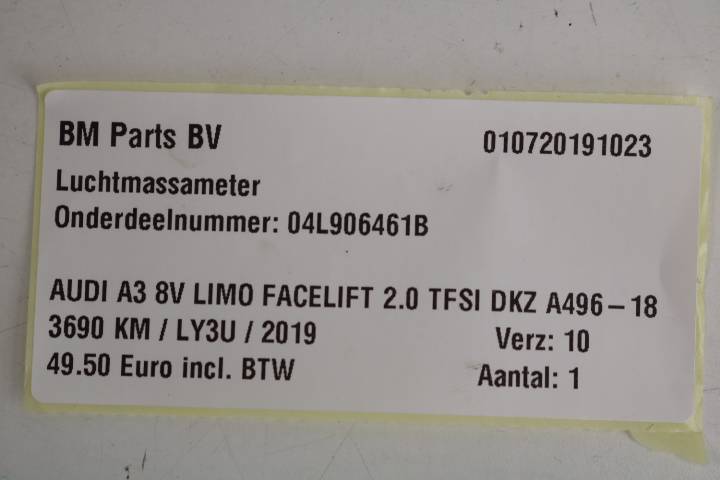 BM Parts BV 010720191023
Luchtmassameter
Onderdeelnummer: 04L906461B
AUDI A3 8V LIMO FACELIFT 2.0 TFSI DKZ A496-18
3690 KM / LY3U / 2019 Verz: 10
49.50 Euro incl. BTW Aantal: 1